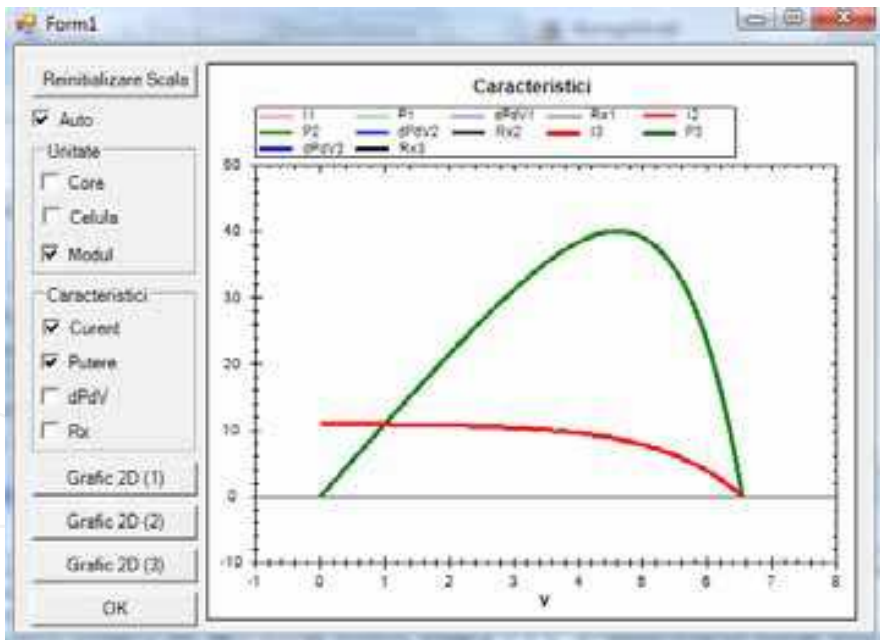 Form1
Reinitializare Scala
Auto
Unitate
Core
Celula
Modul
Caracteristici
Curent
Putere
dPdV
Rx
Grafic 2D (1)
Grafic 2D (2)
Grafic 2D (3)
OK
Caracteristici
I1 P1 dPdV1 Rx1 I2
P2 dPdV2 Rx2 I3 P3
Rx3
50
40
30
20
10
0
-10
-1 0 1 2 3 4 5 6 7 8
V